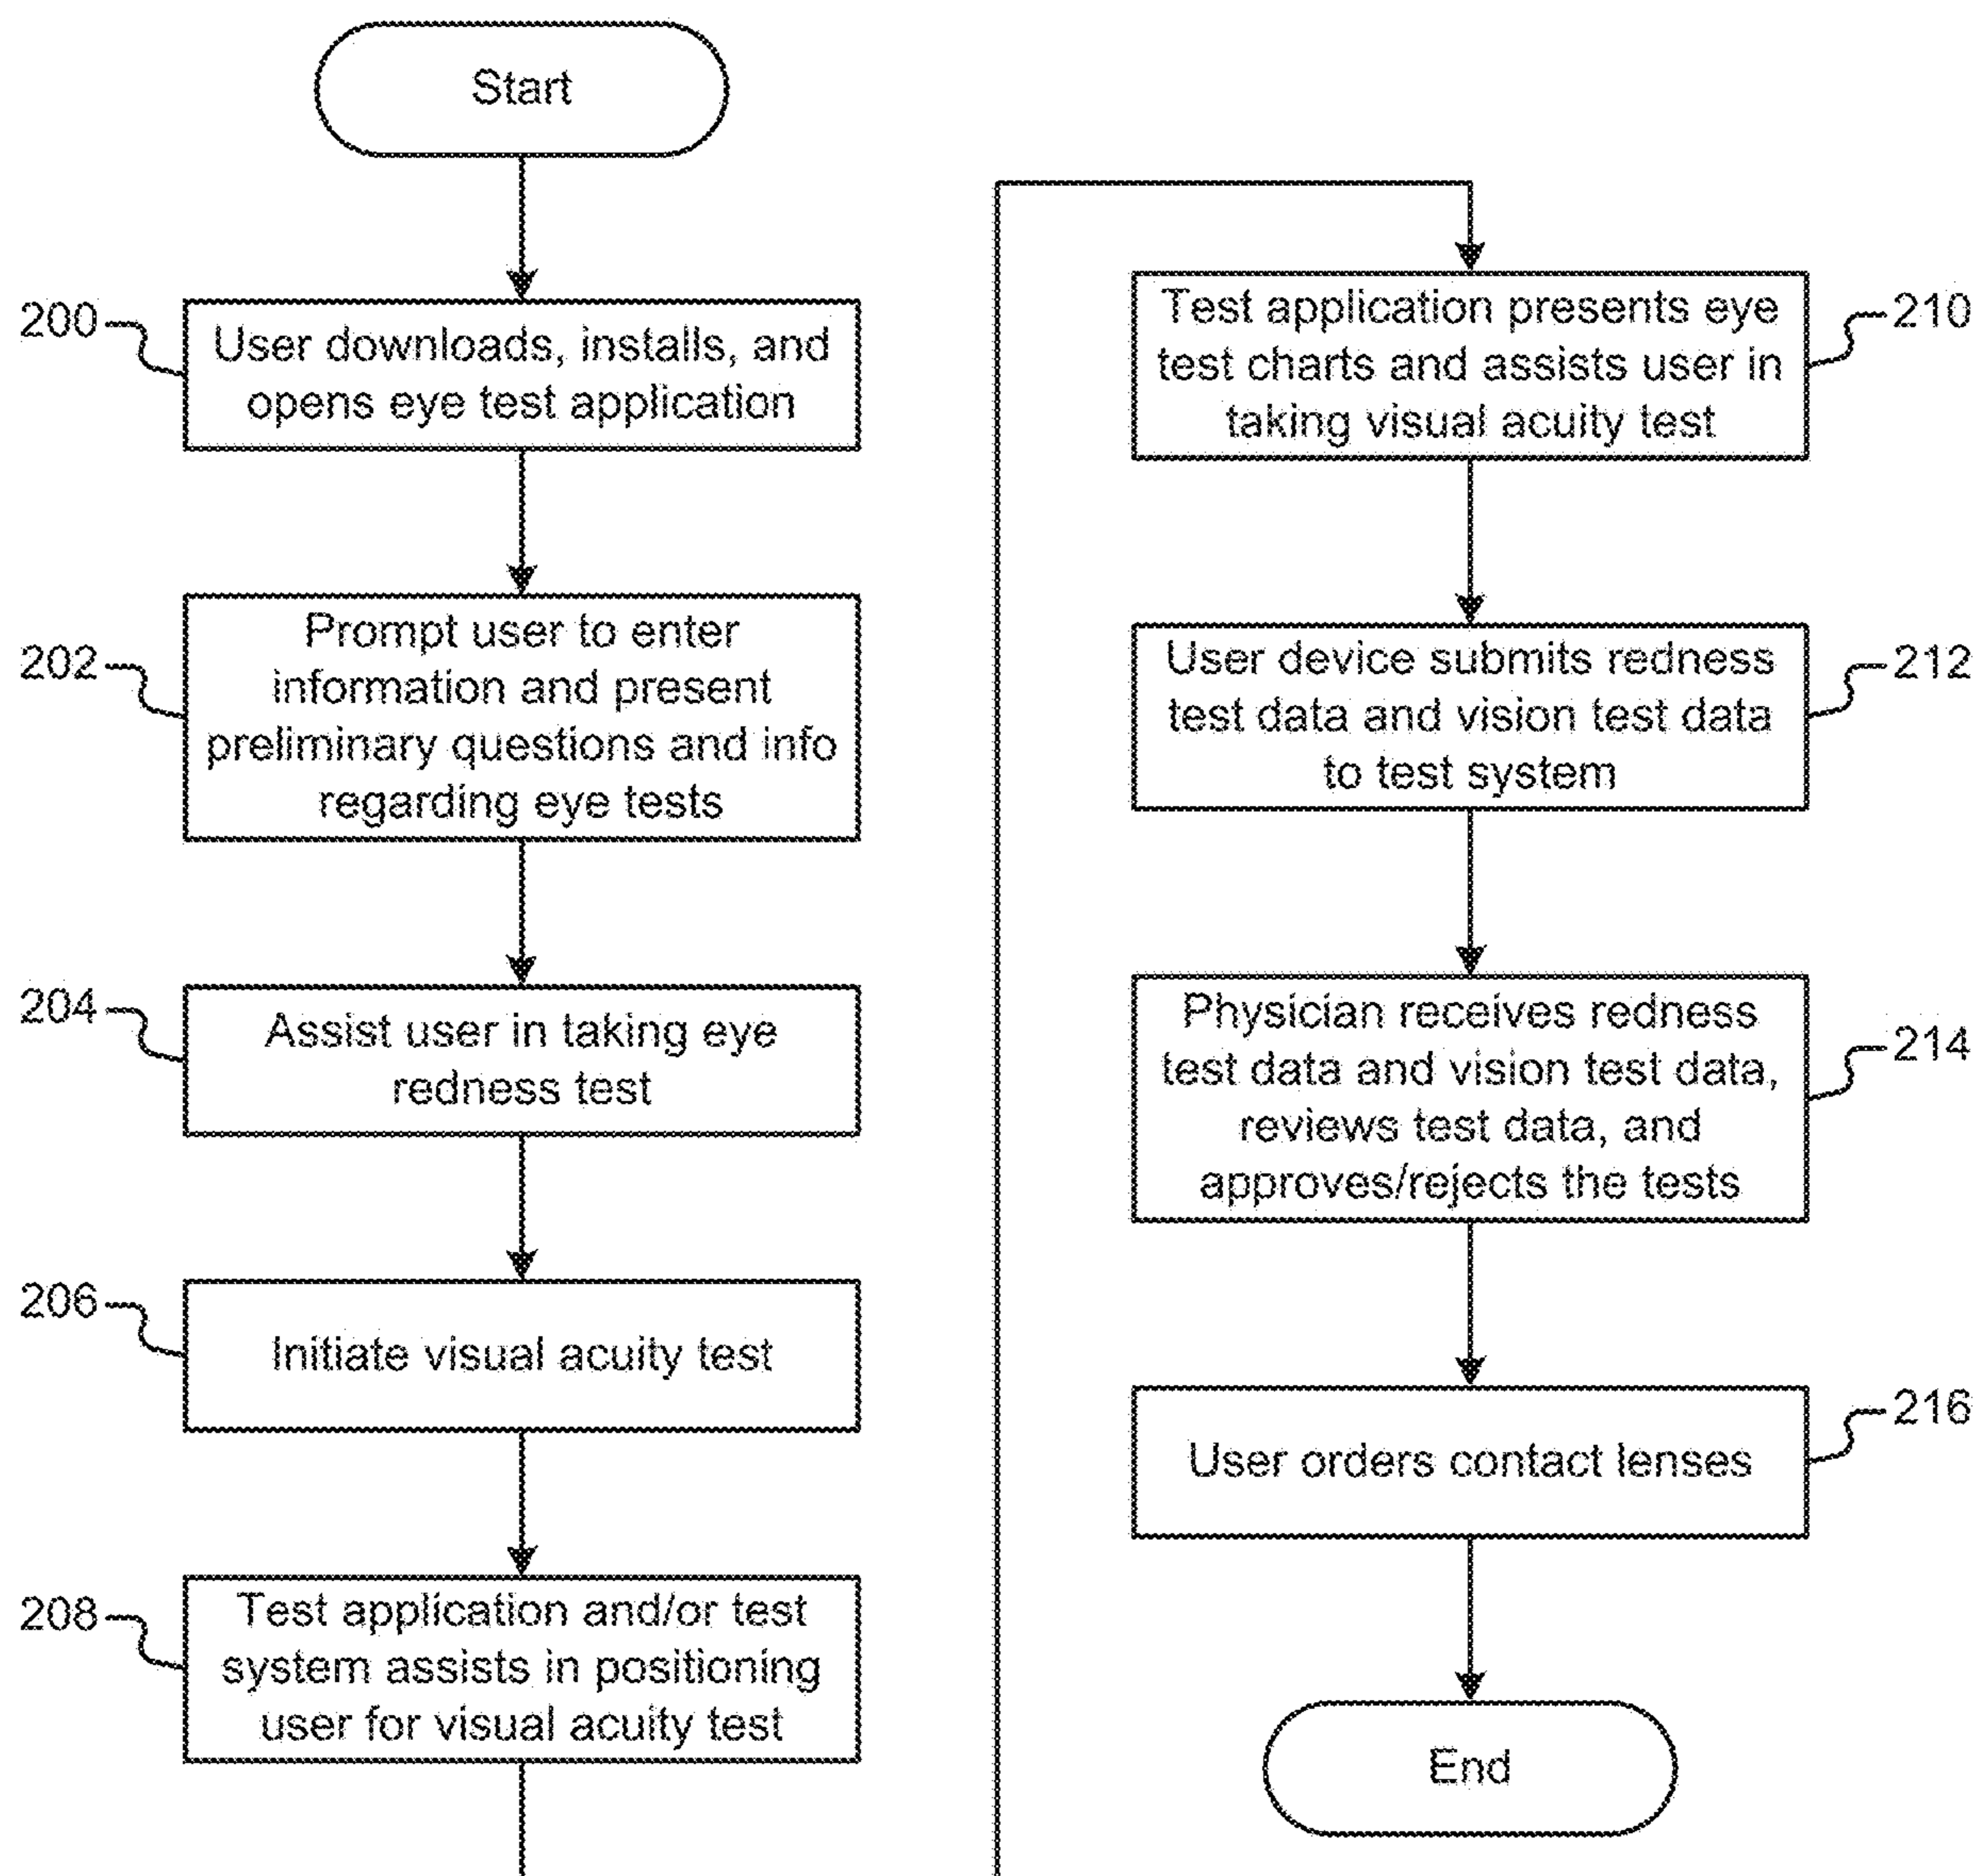 Start
200
User downloads, installs, and
opens eye test application
202
Prompt user to enter
information and present
preliminary questions and info
regarding eye tests
204
Assist user in taking eye
redness test
206
Initiate visual acuity test
208
Test application and/or test
system assists in positioning
user for visual acuity test
210
Test application presents eye
test charts and assists user in
taking visual acuity test
212
User device submits redness
test data and vision test data
to test system
214
Physician receives redness
test data and vision test data,
reviews test data, and
approves/rejects the tests
216
User orders contact lenses
End